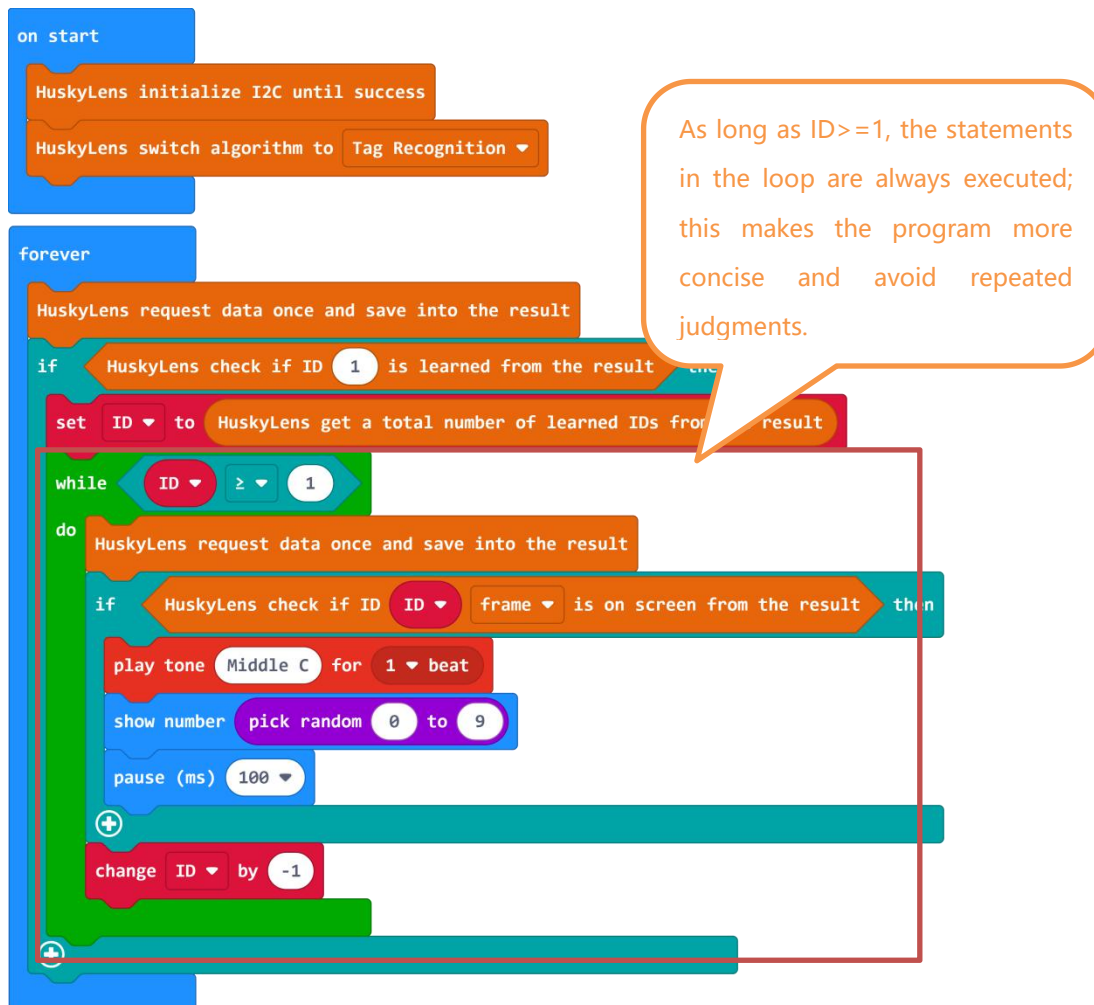 on start
HuskyLens initialize I2C until success
HuskyLens switch algorithm to Tag Recognition
As long as ID>=1, the statements
in the loop are always executed;
this makes the program more
concise and avoid repeated
judgments.
forever
HuskyLens request data once and save into the result
if HuskyLens check if ID 1 is learned from the result
set ID to HuskyLens get a total number of learned IDs result
while ID ≥ 1
do
HuskyLens request data once and save into the result
if HuskyLens check if ID ID frame is on screen from the result then
play tone Middle C for 1 beat
show number pick random 0 to 9
pause (ms) 100
change ID by -1